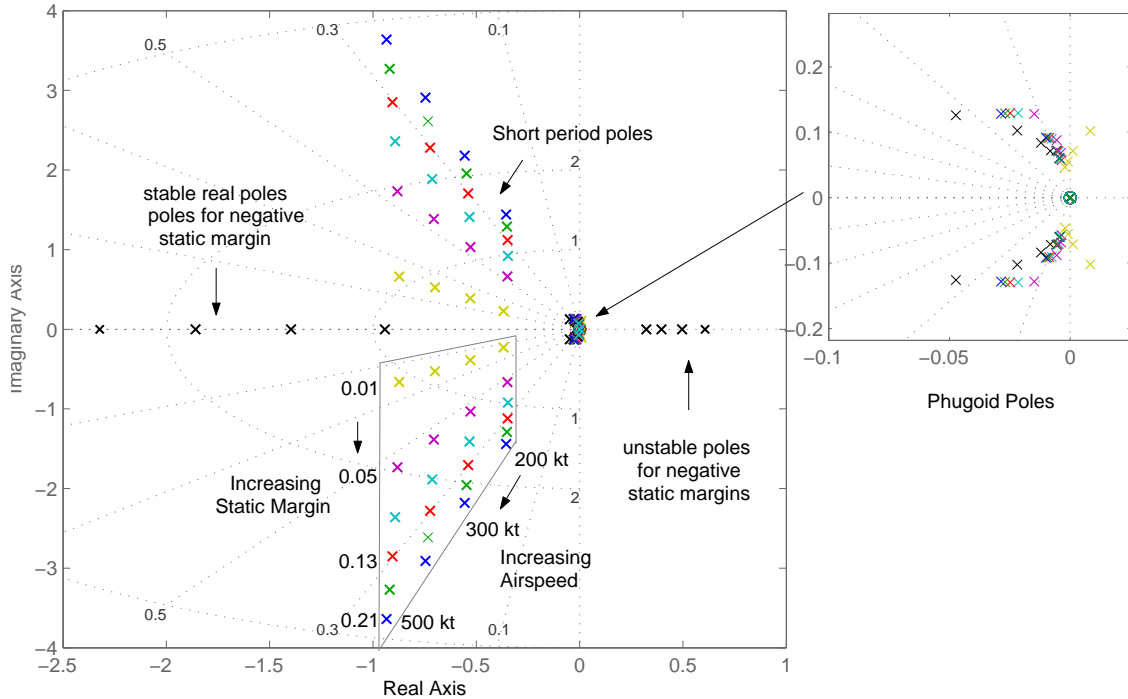 4
3
2
1
0
−1
−2
−3
−4
−2.5
−2
−1.5
−1
−0.5
0
0.5
1
Imaginary Axis
Real Axis
0.5
0.3
0.1
2
1
1
2
0.5
0.3
0.1
Short period poles
stable real poles
poles for negative
static margin
0.01
0.05
0.13
0.21
Increasing
Static Margin
200 kt
300 kt
500 kt
Increasing
Airspeed
unstable poles
for negative
static margins
0.2
0.1
0
−0.1
−0.2
−0.1
−0.05
0
Phugoid Poles